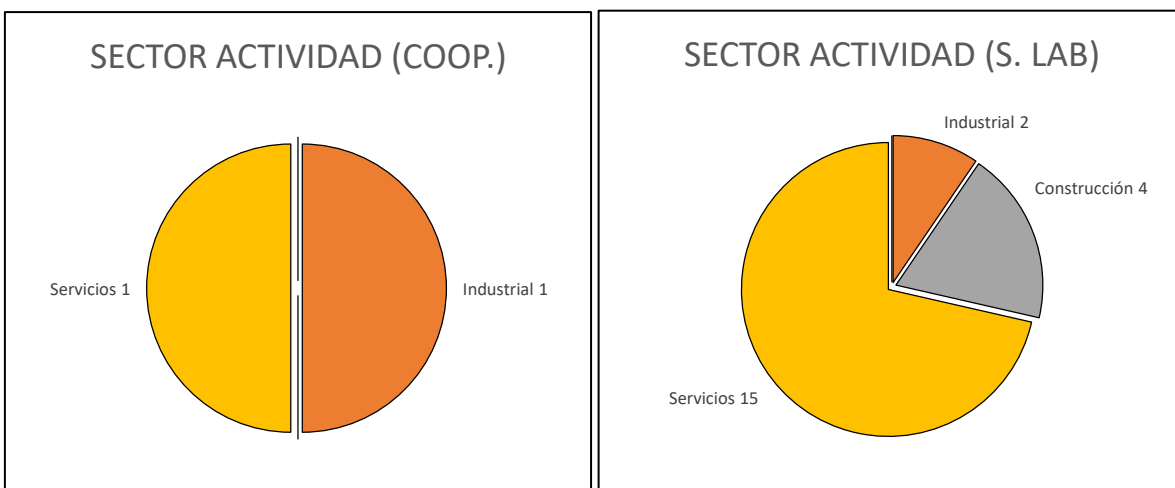 SECTOR ACTIVIDAD (COOP.)
Servicios 1
Industrial 1
SECTOR ACTIVIDAD (S. LAB)
Industrial 2
Construcción 4
Servicios 15